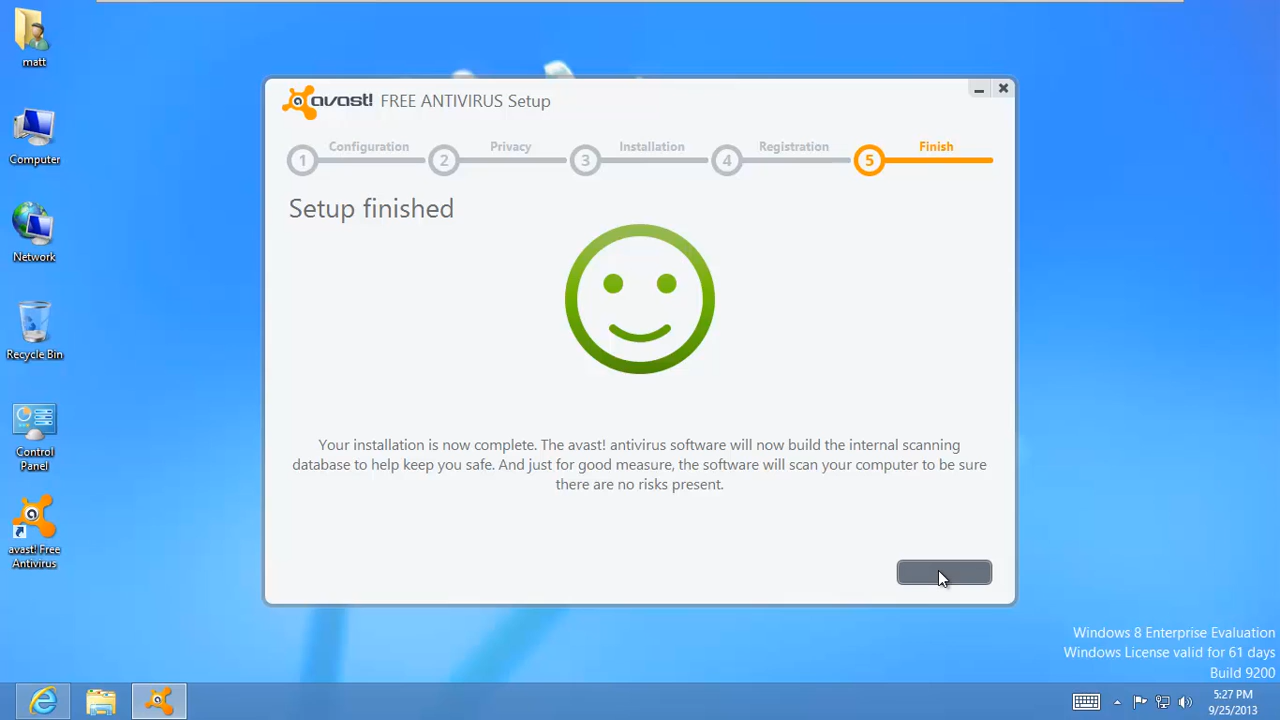 matt
Computer
Network
Recycle Bin
Control
Panel
avast! Free
Antivirus
avast! FREE ANTIVIRUS Setup
1 Configuration
2 Privacy
3 Installation
4 Registration
5 Finish
Setup finished
Your installation is now complete. The avast! antivirus software will now build the internal scanning
database to help keep you safe. And just for good measure, the software will scan your computer to be sure
there are no risks present.
Windows 8 Enterprise Evaluation
Windows License valid for 61 days
Build 9200
5:27 PM
9/25/2013